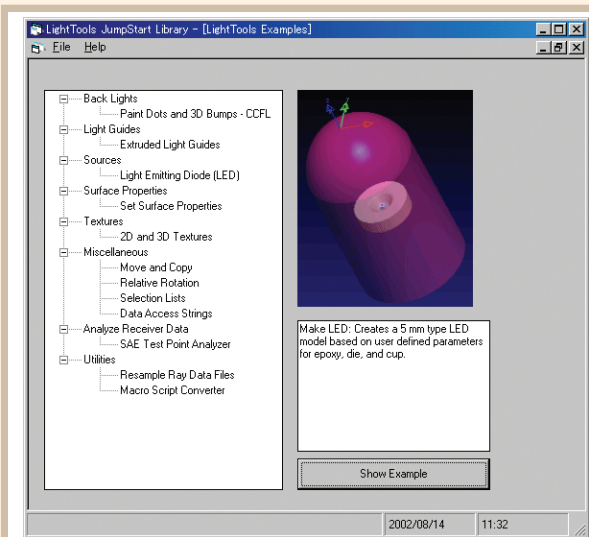 LightTools JumpStart Library - [LightTools Examples]
File Help
Back Lights
Paint Dots and 3D Bumps - CCFL
Light Guides
Extruded Light Guides
Sources
Light Emitting Diode (LED)
Surface Properties
Set Surface Properties
Textures
2D and 3D Textures
Miscellaneous
Move and Copy
Relative Rotation
Selection Lists
Data Access Strings
Analyze Receiver Data
SAE Test Point Analyzer
Utilities
Resample Ray Data Files
Macro Script Converter
Make LED: Creates a 5 mm type LED
model based on user defined parameters
for epoxy, die, and cup.
Show Example
2002/08/14 11:32